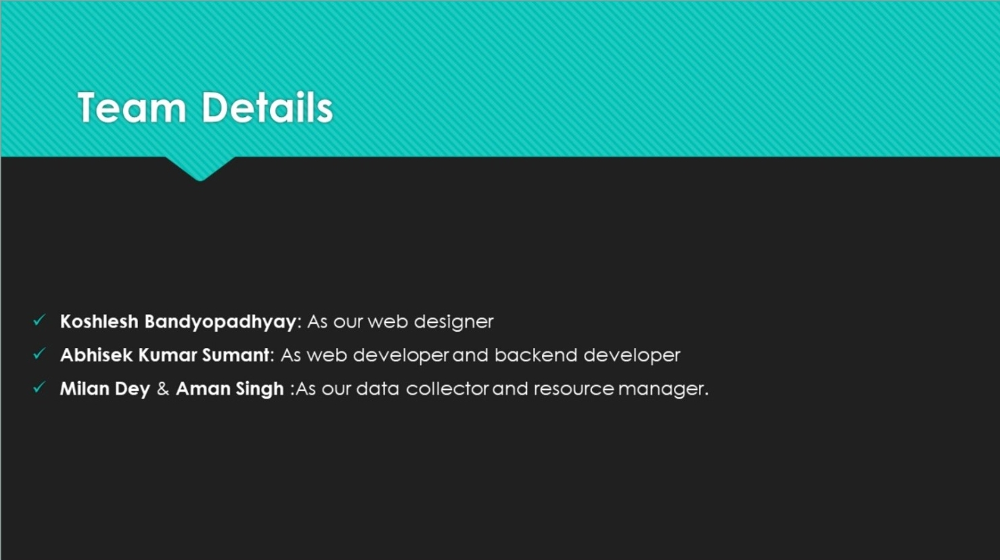 Team Details
Koshlesh Bandyopadhyay: As our web designer
Abhisek Kumar Sumant: As web developer and backend developer
Milan Dey & Aman Singh :As our data collector and resource manager.